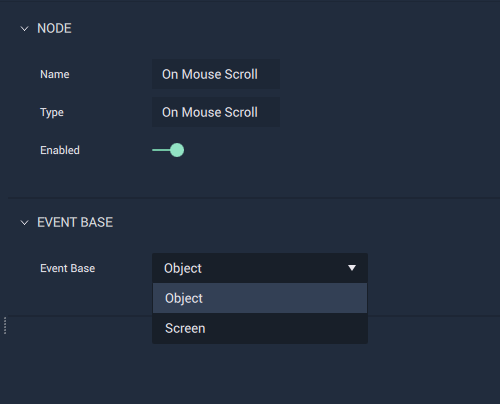 NODE
Name On Mouse Scroll
Type On Mouse Scroll
Enabled
EVENT BASE
Event Base Object
Object
Screen